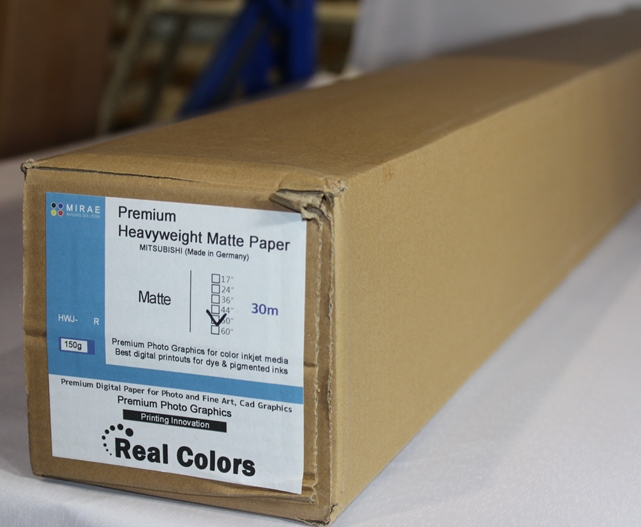 MIRAE
Premium
Heavyweight Matte Paper
MITSUBISHI (Made in Germany)
Matte
17"
24"
36"
44"
60"
30m
HWJ- R
150g
Premium Photo Graphics for color inkjet media
Best digital printouts for dye & pigmented inks
Premium Digital Paper for Photo and Fine Art, Cad Graphics
Premium Photo Graphics
Printing Innovation
Real Colors